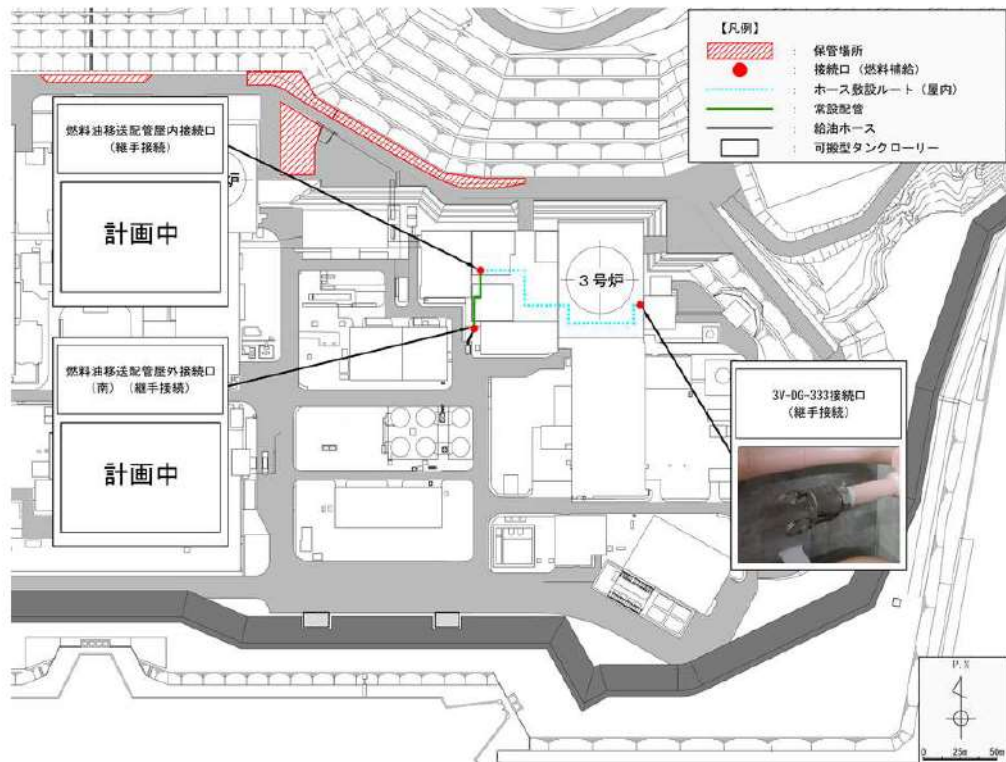 【凡例】
： 保管場所
： 接続口（燃料補給）
： ホース敷設ルート（屋内）
： 常設配管
： 給油ホース
： 可搬型タンクローリー
燃料油移送配管屋内接続口
（継手接続）
計画中
炉
3号炉
燃料油移送配管屋外接続口
（南）（継手接続）
計画中
3V-DG-333接続口
（継手接続）
P.N
0 25m 50m